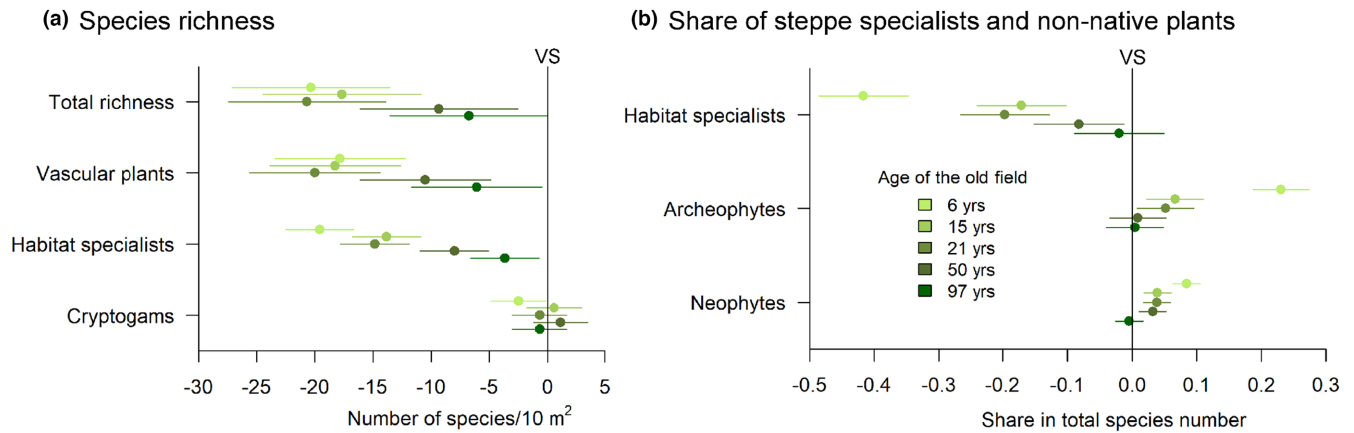 (a) Species richness
VS
Total richness
Vascular plants
Habitat specialists
Cryptogams
-30 -25 -20 -15 -10 -5 0 5
Number of species/10 m²
(b) Share of steppe specialists and non-native plants
VS
Habitat specialists
Archeophytes
Neophytes
Age of the old field
6 yrs
15 yrs
21 yrs
50 yrs
97 yrs
-0.5 -0.4 -0.3 -0.2 -0.1 0.0 0.1 0.2 0.3
Share in total species number